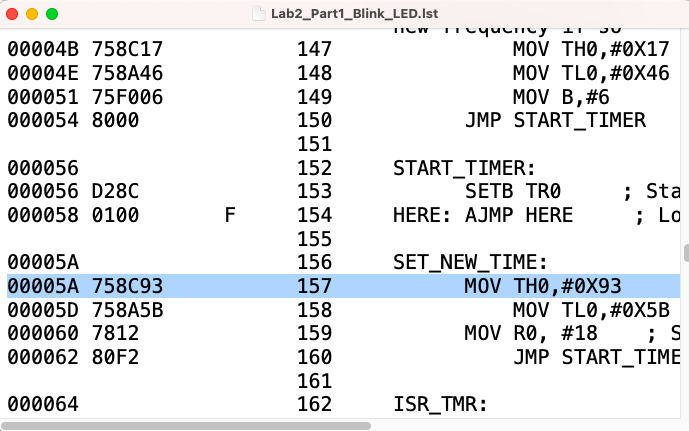 Lab2_Part1_Blink_LED.lst
new frequency if so
00004B 758C17 147 MOV TH0,#0X17
00004E 758A46 148 MOV TL0,#0X46
000051 75F006 149 MOV B,#6
000054 8000 150 JMP START_TIMER
151
000056 152 START_TIMER:
000056 D28C 153 SETB TR0 ; Sta
000058 0100 F 154 HERE: AJMP HERE ; Lo
155
00005A 156 SET_NEW_TIME:
00005A 758C93 157 MOV TH0,#0X93
00005D 758A5B 158 MOV TL0,#0X5B
000060 7812 159 MOV R0, #18 ; S
000062 80F2 160 JMP START_TIME
161
000064 162 ISR_TMR: